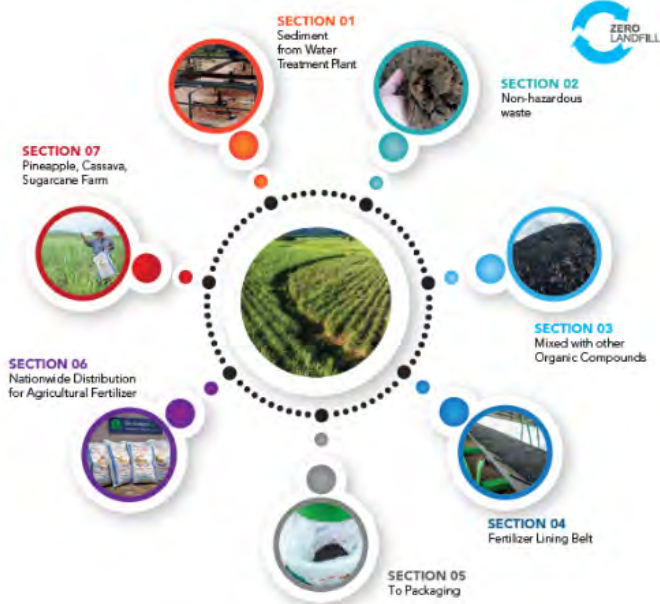 SECTION 01
Sediment
from Water
Treatment Plant
ZERO
LANDFILL
SECTION 02
Non-hazardous
waste
SECTION 07
Pineapple, Cassava,
Sugarcane Farm
SECTION 03
Mixed with other
Organic Compounds
SECTION 06
Nationwide Distribution
for Agricultural Fertilizer
SECTION 04
Fertilizer Lining Belt
SECTION 05
To Packaging